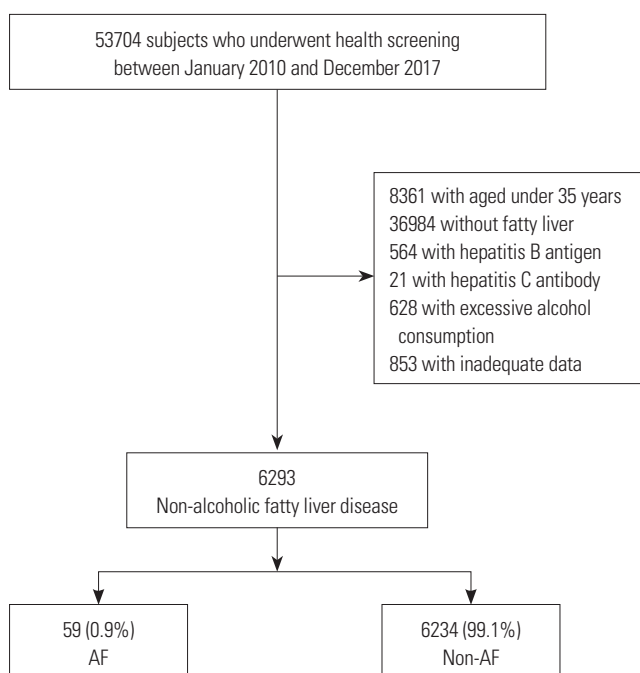 53704 subjects who underwent health screening
between January 2010 and December 2017
8361 with aged under 35 years
36984 without fatty liver
564 with hepatitis B antigen
21 with hepatitis C antibody
628 with excessive alcohol
consumption
853 with inadequate data
6293
Non-alcoholic fatty liver disease
59 (0.9%)
AF
6234 (99.1%)
Non-AF